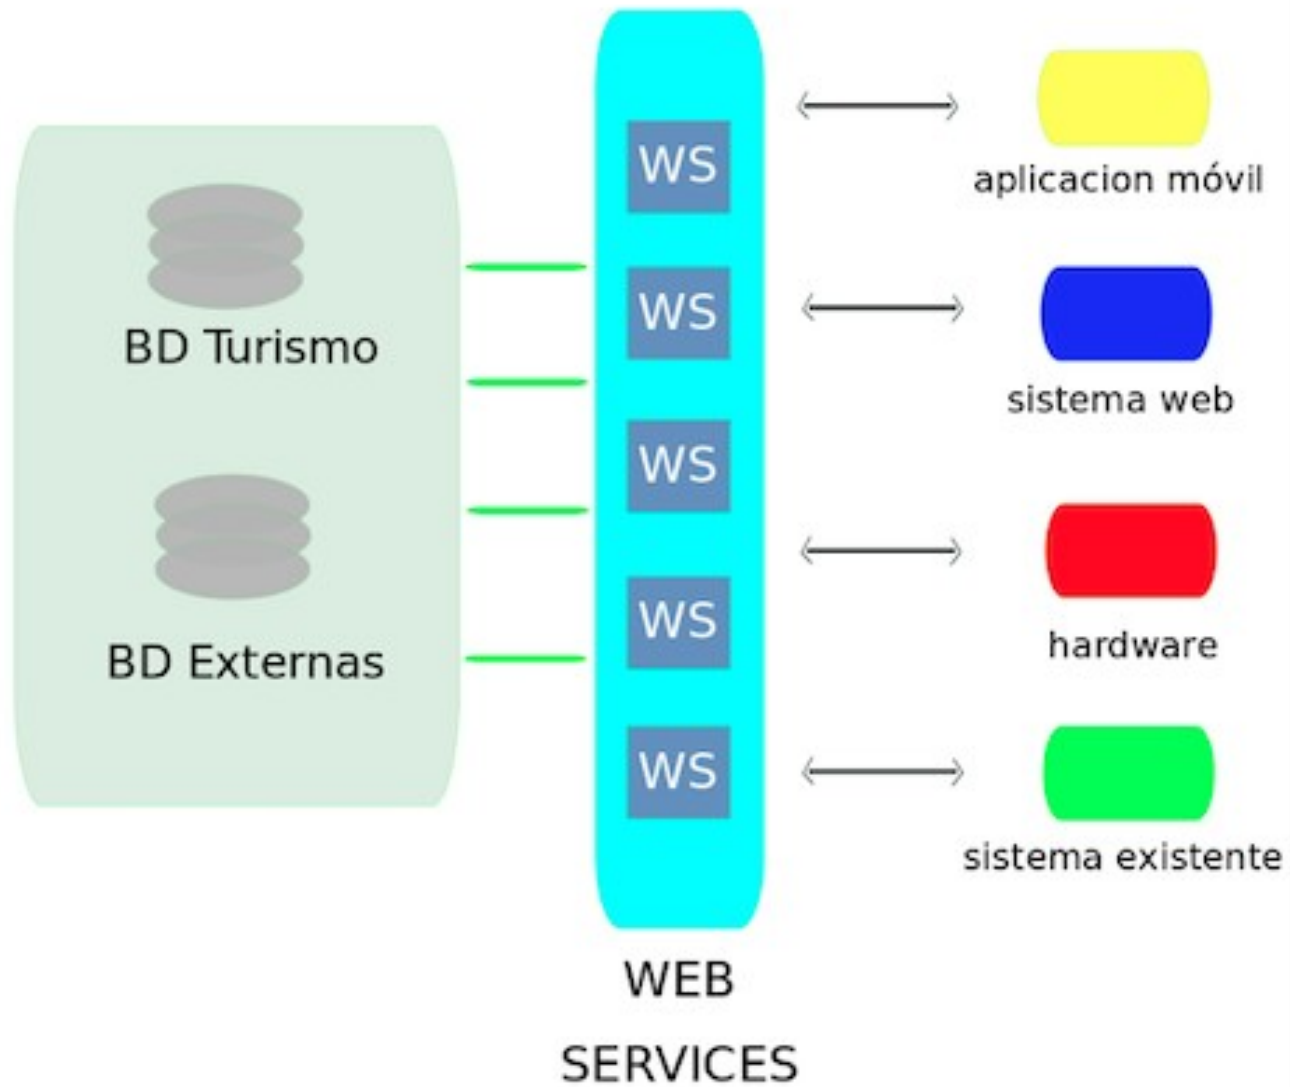 BD Turismo
BD Externas
WS
WS
WS
WS
WS
WEB
SERVICES
aplicacion móvil
sistema web
hardware
sistema existente